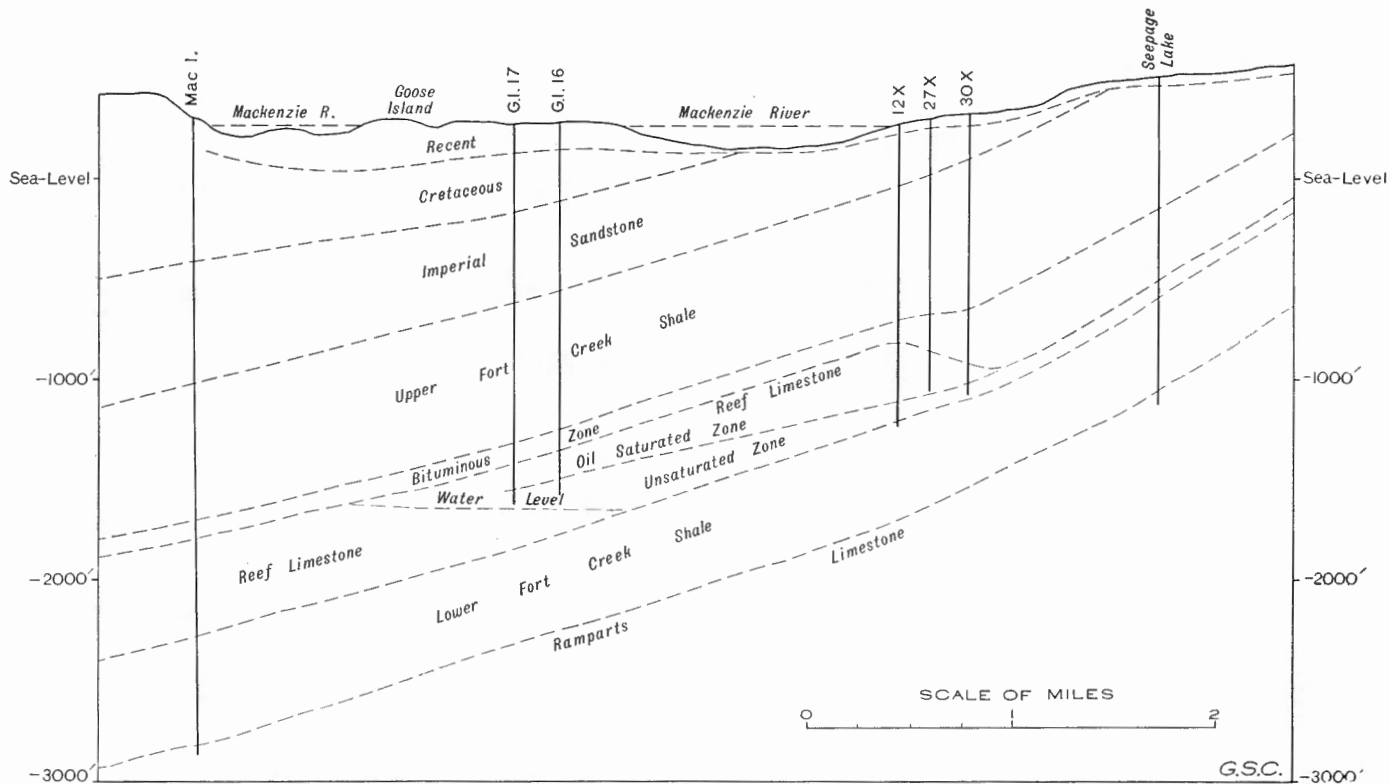 Mac 1.
Mackenzie R.
Goose
Island
G.I. 17
G.I. 16
Mackenzie River
12X
27X
30X
Seepage
Lake
Recent
Sea-Level
Sea-Level
Cretaceous
Imperial Sandstone
Upper Fort Creek Shale
-1000′
-1000′
Bituminous Zone
Reef Limestone
Oil Saturated Zone
Unsaturated Zone
Water Level
Reef Limestone
Lower Fort Creek Shale
-2000′
-2000′
Ramparts Limestone
SCALE OF MILES
0 1 2
-3000′
G.S.C.
-3000′